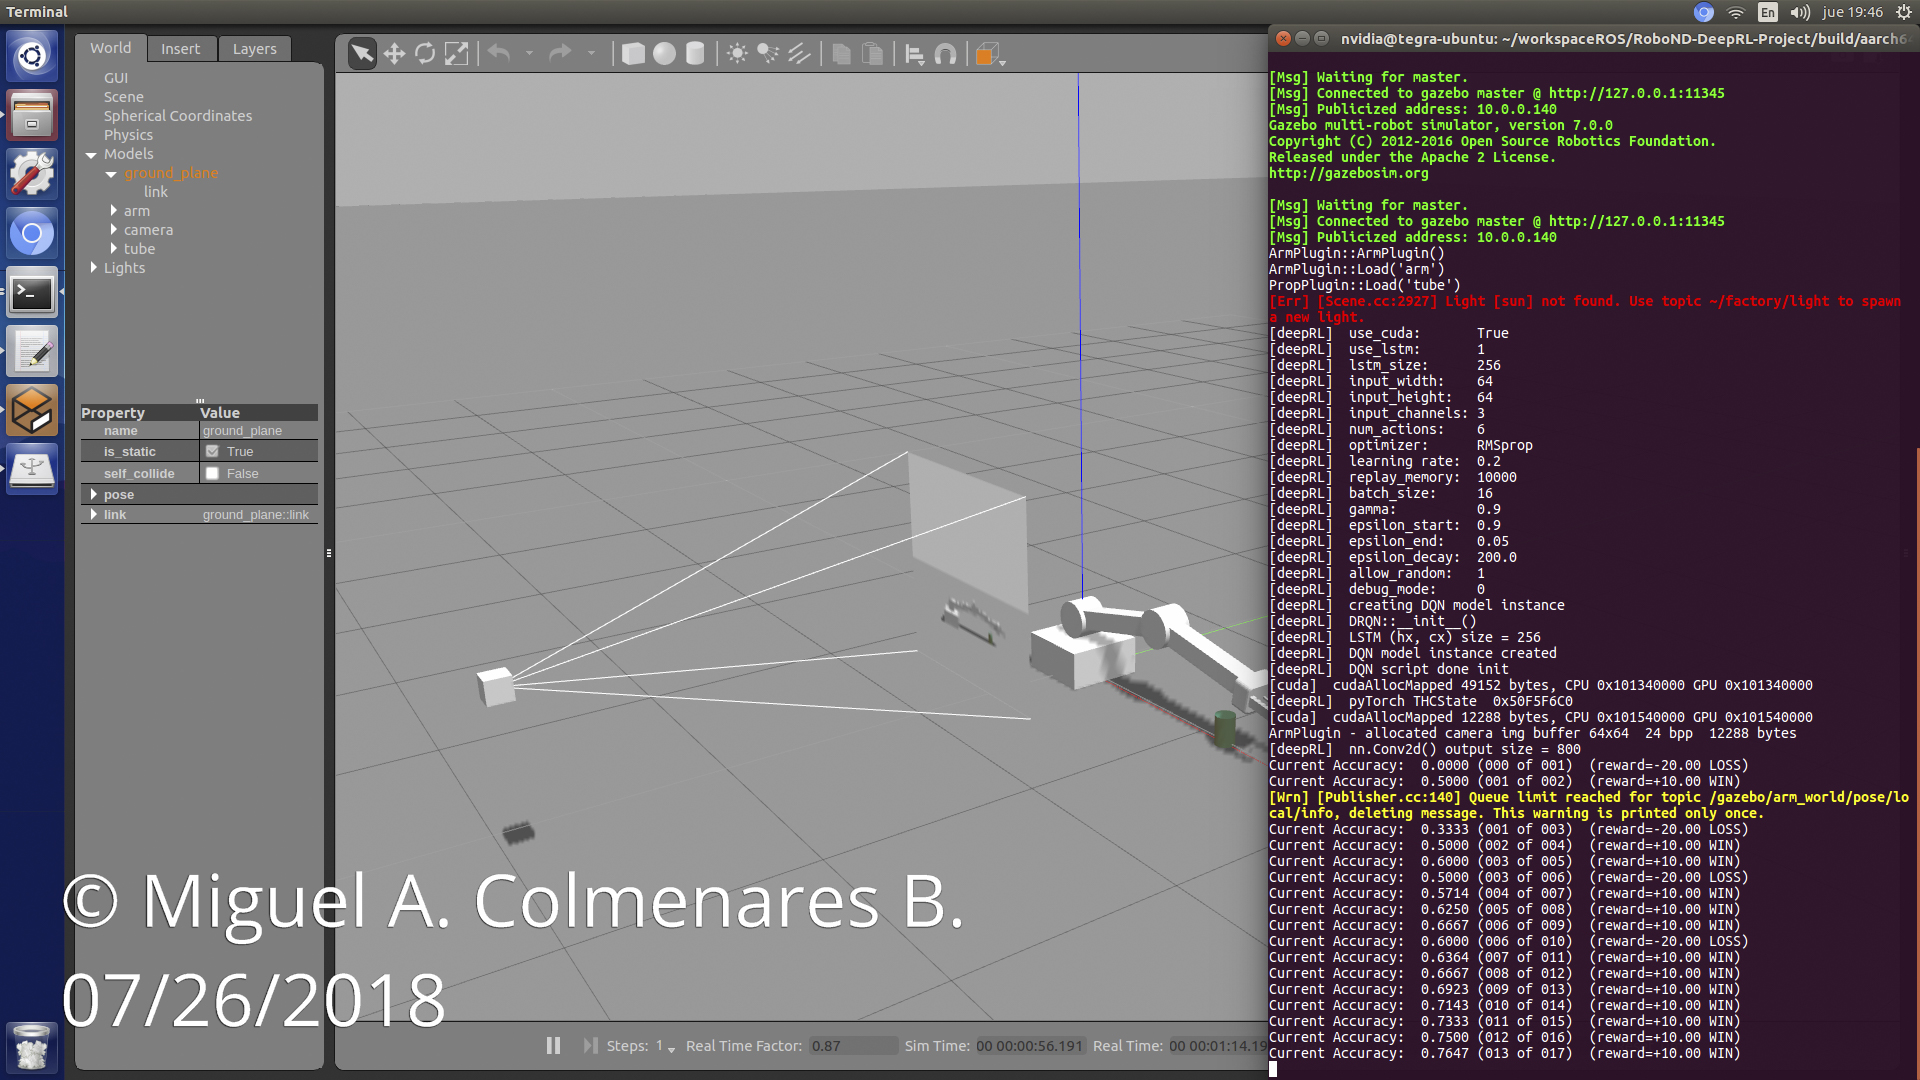 Terminal
En
jue 19:46
World
Insert
Layers
GUI
Scene
Spherical Coordinates
Physics
Models
ground_plane
link
arm
camera
tube
Lights
Property Value
name ground_plane
is_static True
self_collide False
pose
link ground_plane::link
Steps: 1
Real Time Factor: 0.87
Sim Time: 00 00:00:56.191
Real Time: 00 00:01:14.19
© Miguel A. Colmenares B.
07/26/2018
nvidia@tegra-ubuntu: ~/workspaceROS/RoboND-DeepRL-Project/build/aarch6
[Msg] Waiting for master.
[Msg] Connected to gazebo master @ http://127.0.0.1:11345
[Msg] Publicized address: 10.0.0.140
Gazebo multi-robot simulator, version 7.0.0
Copyright (C) 2012-2016 Open Source Robotics Foundation.
Released under the Apache 2 License.
http://gazebosim.org
[Msg] Waiting for master.
[Msg] Connected to gazebo master @ http://127.0.0.1:11345
[Msg] Publicized address: 10.0.0.140
ArmPlugin::ArmPlugin()
ArmPlugin::Load('arm')
PropPlugin::Load('tube')
[Err] [Scene.cc:2927] Light [sun] not found. Use topic ~/factory/light to spawn
a new light.
[deepRL] use_cuda: True
[deepRL] use_lstm: 1
[deepRL] lstm_size: 256
[deepRL] input_width: 64
[deepRL] input_height: 64
[deepRL] input_channels: 3
[deepRL] num_actions: 6
[deepRL] optimizer: RMSprop
[deepRL] learning rate: 0.2
[deepRL] replay_memory: 10000
[deepRL] batch_size: 16
[deepRL] gamma: 0.9
[deepRL] epsilon_start: 0.9
[deepRL] epsilon_end: 0.05
[deepRL] epsilon_decay: 200.0
[deepRL] allow_random: 1
[deepRL] debug_mode: 0
[deepRL] creating DQN model instance
[deepRL] DRQN::__init__()
[deepRL] LSTM (hx, cx) size = 256
[deepRL] DQN model instance created
[deepRL] DQN script done init
[cuda] cudaAllocMapped 49152 bytes, CPU 0x101340000 GPU 0x101340000
[deepRL] pyTorch THCState 0x50F5F6C0
[cuda] cudaAllocMapped 12288 bytes, CPU 0x101540000 GPU 0x101540000
ArmPlugin - allocated camera img buffer 64x64 24 bpp 12288 bytes
[deepRL] nn.Conv2d() output size = 800
Current Accuracy: 0.0000 (000 of 001) (reward=-20.00 LOSS)
Current Accuracy: 0.5000 (001 of 002) (reward=+10.00 WIN)
[Wrn] [Publisher.cc:140] Queue limit reached for topic /gazebo/arm_world/pose/lo
cal/info, deleting message. This warning is printed only once.
Current Accuracy: 0.3333 (001 of 003) (reward=-20.00 LOSS)
Current Accuracy: 0.5000 (002 of 004) (reward=+10.00 WIN)
Current Accuracy: 0.6000 (003 of 005) (reward=+10.00 WIN)
Current Accuracy: 0.5000 (003 of 006) (reward=-20.00 LOSS)
Current Accuracy: 0.5714 (004 of 007) (reward=+10.00 WIN)
Current Accuracy: 0.6250 (005 of 008) (reward=+10.00 WIN)
Current Accuracy: 0.6667 (006 of 009) (reward=+10.00 WIN)
Current Accuracy: 0.6000 (006 of 010) (reward=-20.00 LOSS)
Current Accuracy: 0.6364 (007 of 011) (reward=+10.00 WIN)
Current Accuracy: 0.6667 (008 of 012) (reward=+10.00 WIN)
Current Accuracy: 0.6923 (009 of 013) (reward=+10.00 WIN)
Current Accuracy: 0.7143 (010 of 014) (reward=+10.00 WIN)
Current Accuracy: 0.7333 (011 of 015) (reward=+10.00 WIN)
Current Accuracy: 0.7500 (012 of 016) (reward=+10.00 WIN)
Current Accuracy: 0.7647 (013 of 017) (reward=+10.00 WIN)